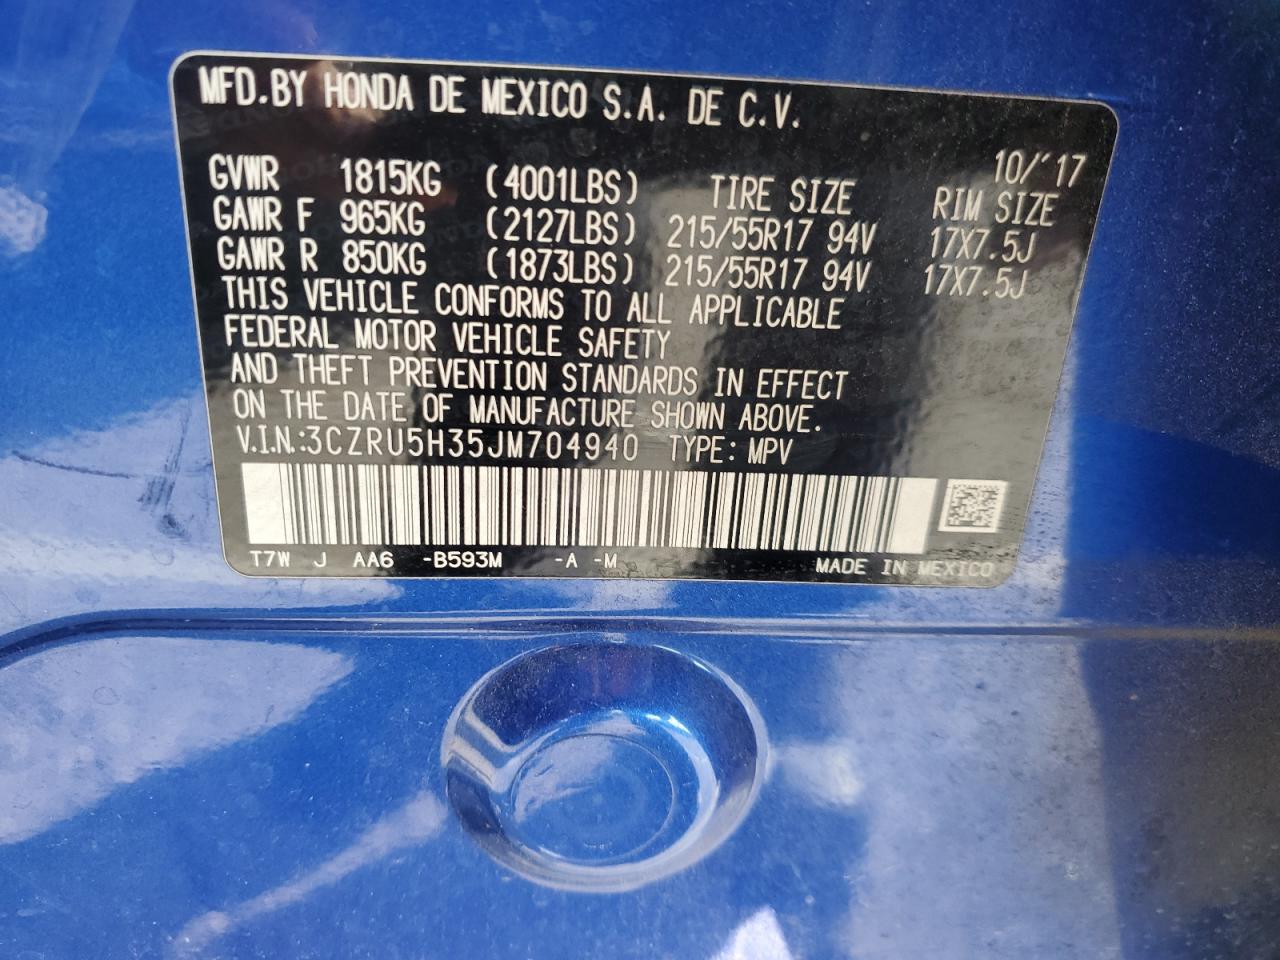 MFD.BY HONDA DE MEXICO S.A. DE C.V.
10/'17
GVWR 1815KG (4001LBS) TIRE SIZE RIM SIZE
GAWR F 965KG (2127LBS) 215/55R17 94V 17X7.5J
GAWR R 850KG (1873LBS) 215/55R17 94V 17X7.5J
THIS VEHICLE CONFORMS TO ALL APPLICABLE
FEDERAL MOTOR VEHICLE SAFETY
AND THEFT PREVENTION STANDARDS IN EFFECT
ON THE DATE OF MANUFACTURE SHOWN ABOVE.
V.I.N.:3CZRU5H35JM704940 TYPE: MPV
T7W J AA6 -B593M -A -M MADE IN MEXICO